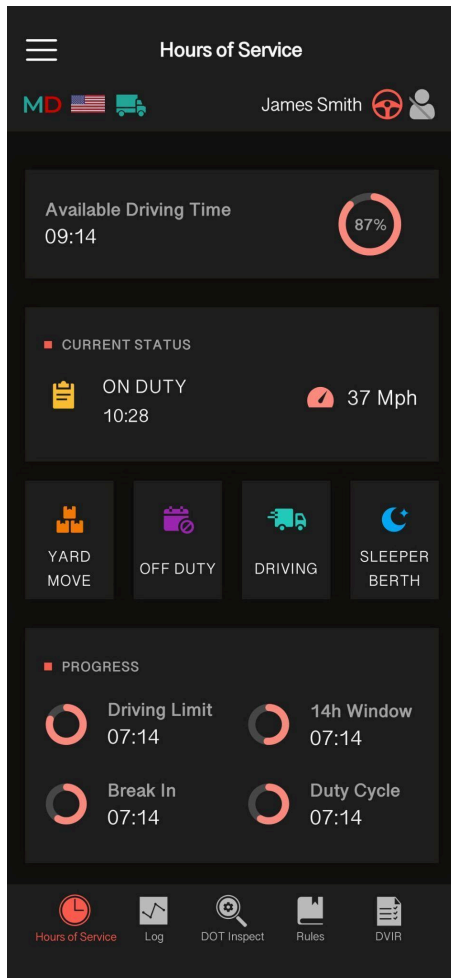 Hours of Service
MD
James Smith
Available Driving Time
09:14
87%
CURRENT STATUS
ON DUTY
10:28
37 Mph
YARD
MOVE
OFF DUTY
DRIVING
SLEEPER
BERTH
PROGRESS
Driving Limit
07:14
14h Window
07:14
Break In
07:14
Duty Cycle
07:14
Hours of Service
Log
DOT Inspect
Rules
DVIR